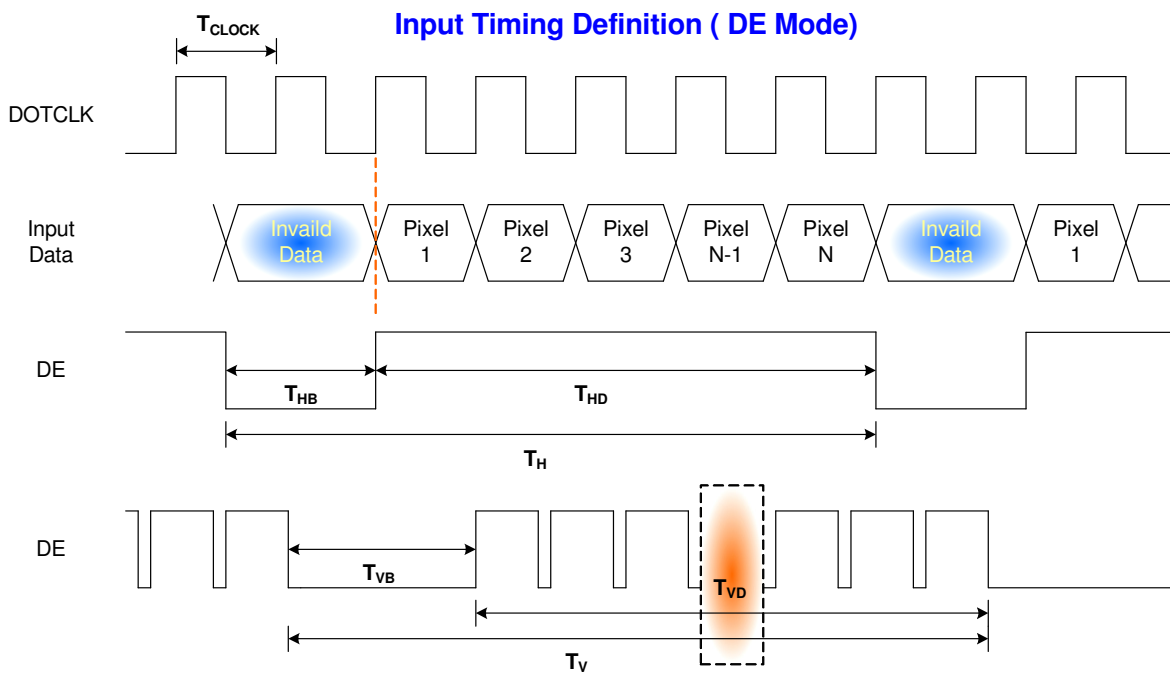 Input Timing Definition ( DE Mode)
TCLOCK
DOTCLK
Input
Data
Invaild
Data
Pixel
1
Pixel
2
Pixel
3
Pixel
N-1
Pixel
N
Invaild
Data
Pixel
1
DE
THB
THD
TH
DE
TVB
TVD
TV